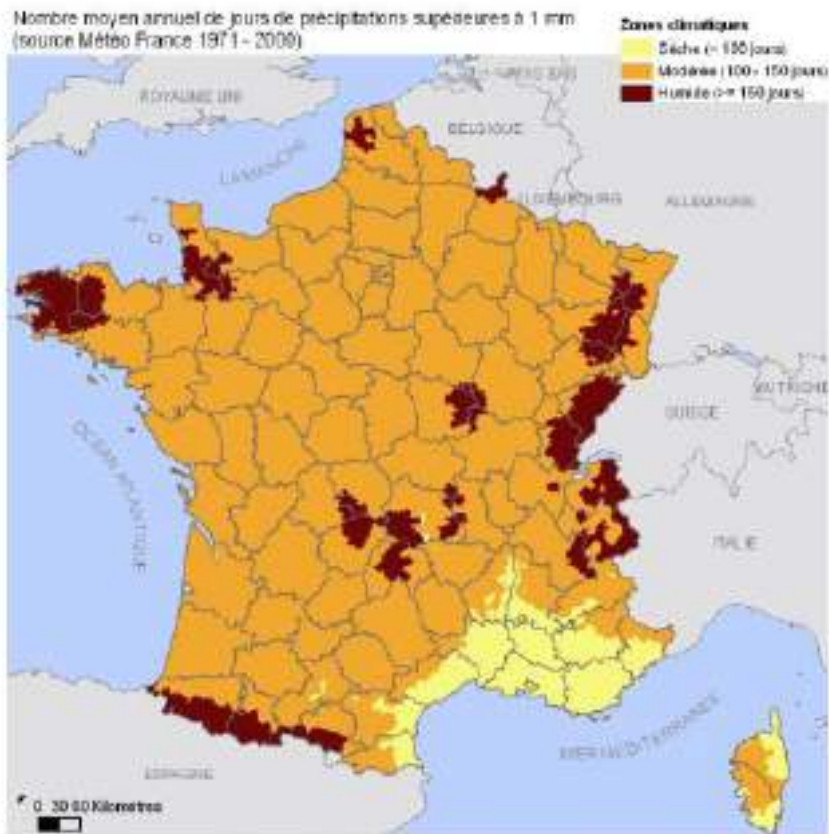 Nombre moyen annuel de jours de précipitations supérieures à 1 mm
(source Météo France 1971 - 2000)
Zones climatiques
Sèche (< 100 jours)
Modérée (100 - 150 jours)
Humide (>= 150 jours)
ROYAUME UNI
BELGIQUE
LA MANCHE
LUXEMBOURG
ALLEMAGNE
AUTRICHE
SUISSE
OCEAN ATLANTIQUE
ITALIE
MER MEDITERRANEE
ESPAGNE
0 30 60 Kilomètres